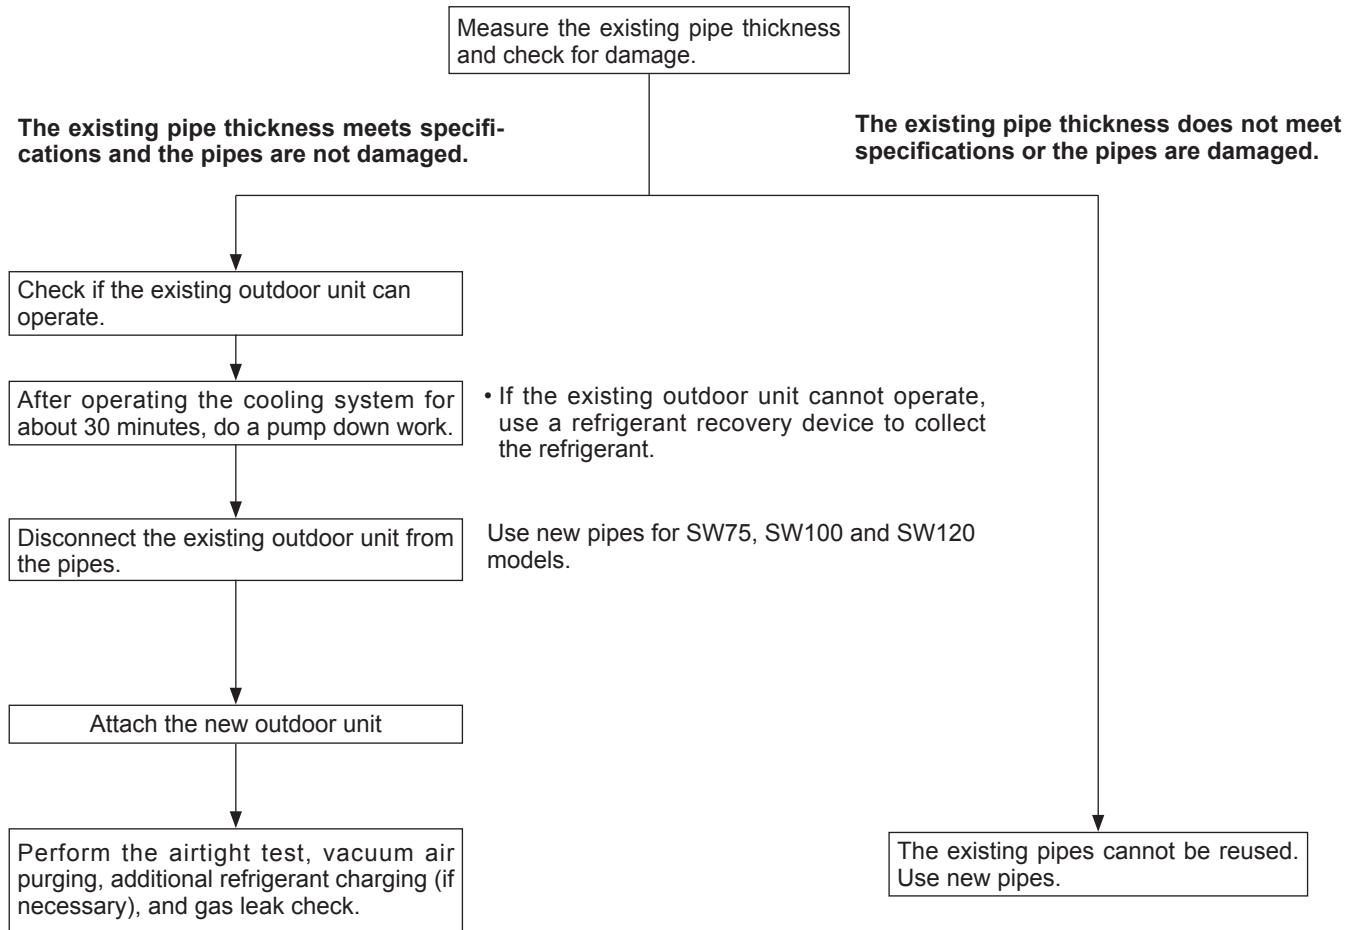 Measure the existing pipe thickness
and check for damage.
The existing pipe thickness meets specifi-
cations and the pipes are not damaged.
The existing pipe thickness does not meet
specifications or the pipes are damaged.
Check if the existing outdoor unit can
operate.
After operating the cooling system for
about 30 minutes, do a pump down work.
• If the existing outdoor unit cannot operate,
use a refrigerant recovery device to collect
the refrigerant.
Disconnect the existing outdoor unit from
the pipes.
Use new pipes for SW75, SW100 and SW120
models.
Attach the new outdoor unit
Perform the airtight test, vacuum air
purging, additional refrigerant charging (if
necessary), and gas leak check.
The existing pipes cannot be reused.
Use new pipes.